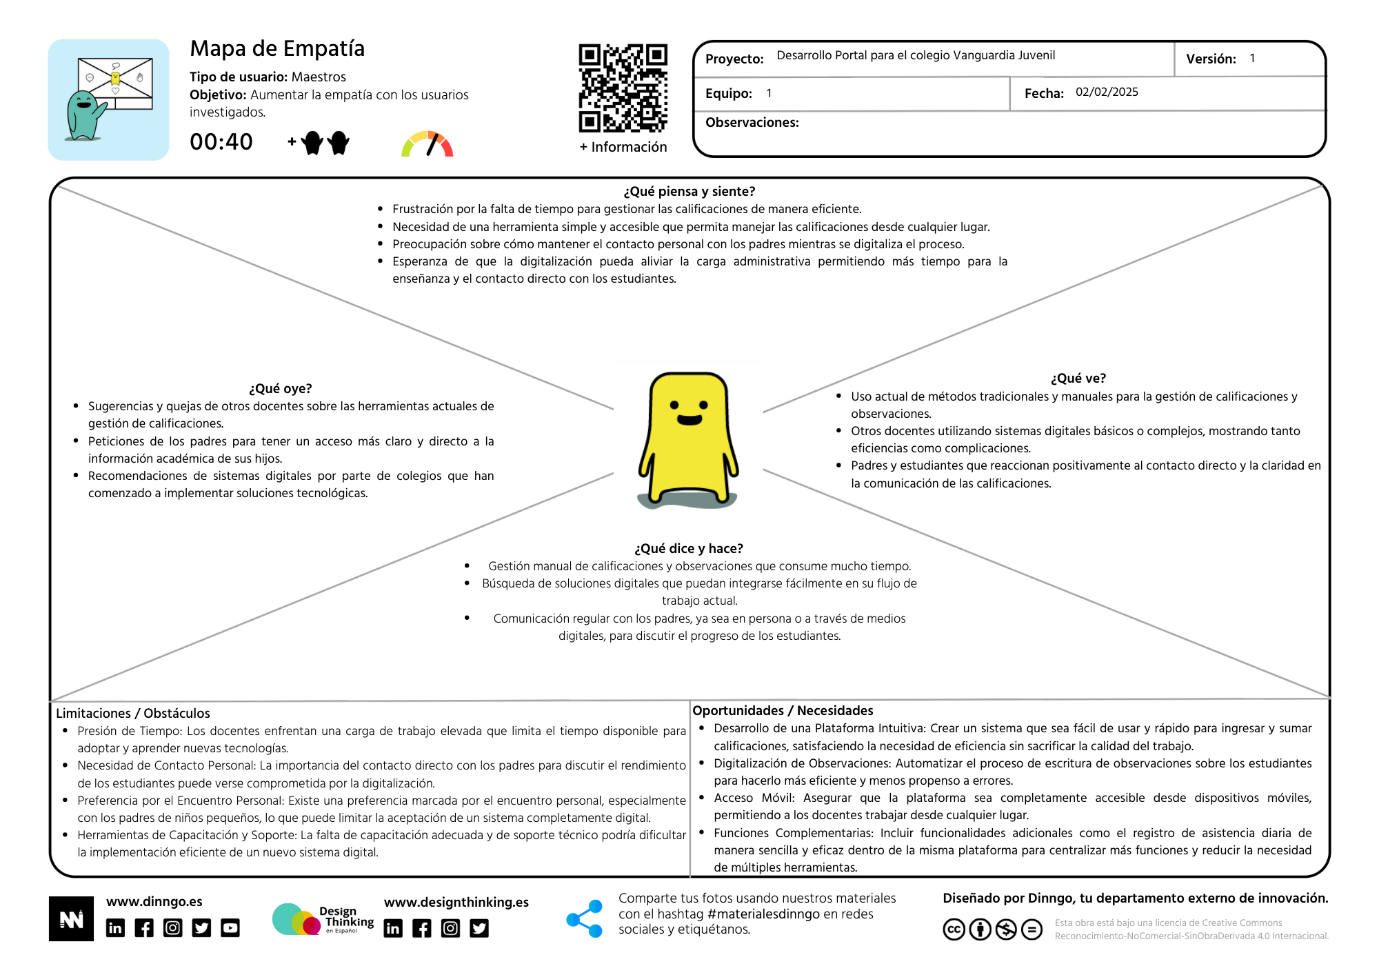 Mapa de Empatía
Tipo de usuario: Maestros
Objetivo: Aumentar la empatía con los usuarios
investigados.
00:40
+
+ Información
Proyecto: Desarrollo Portal para el colegio Vanguardia Juvenil
Versión: 1
Equipo: 1
Fecha: 02/02/2025
Observaciones:
¿Qué piensa y siente?
• Frustración por la falta de tiempo para gestionar las calificaciones de manera eficiente.
• Necesidad de una herramienta simple y accesible que permita manejar las calificaciones desde cualquier lugar.
• Preocupación sobre cómo mantener el contacto personal con los padres mientras se digitaliza el proceso.
• Esperanza de que la digitalización pueda aliviar la carga administrativa permitiendo más tiempo para la
enseñanza y el contacto directo con los estudiantes.
¿Qué oye?
• Sugerencias y quejas de otros docentes sobre las herramientas actuales de
gestión de calificaciones.
• Peticiones de los padres para tener un acceso más claro y directo a la
información académica de sus hijos.
• Recomendaciones de sistemas digitales por parte de colegios que han
comenzado a implementar soluciones tecnológicas.
¿Qué ve?
• Uso actual de métodos tradicionales y manuales para la gestión de calificaciones y
observaciones.
• Otros docentes utilizando sistemas digitales básicos o complejos, mostrando tanto
eficiencias como complicaciones.
• Padres y estudiantes que reaccionan positivamente al contacto directo y la claridad en
la comunicación de las calificaciones.
¿Qué dice y hace?
• Gestión manual de calificaciones y observaciones que consume mucho tiempo.
• Búsqueda de soluciones digitales que puedan integrarse fácilmente en su flujo de
trabajo actual.
• Comunicación regular con los padres, ya sea en persona o a través de medios
digitales, para discutir el progreso de los estudiantes.
Limitaciones / Obstáculos
• Presión de Tiempo: Los docentes enfrentan una carga de trabajo elevada que limita el tiempo disponible para
adoptar y aprender nuevas tecnologías.
• Necesidad de Contacto Personal: La importancia del contacto directo con los padres para discutir el rendimiento
de los estudiantes puede verse comprometida por la digitalización.
• Preferencia por el Encuentro Personal: Existe una preferencia marcada por el encuentro personal, especialmente
con los padres de niños pequeños, lo que puede limitar la aceptación de un sistema completamente digital.
• Herramientas de Capacitación y Soporte: La falta de capacitación adecuada y de soporte técnico podría dificultar
la implementación eficiente de un nuevo sistema digital.
Oportunidades / Necesidades
• Desarrollo de una Plataforma Intuitiva: Crear un sistema que sea fácil de usar y rápido para ingresar y sumar
calificaciones, satisfaciendo la necesidad de eficiencia sin sacrificar la calidad del trabajo.
• Digitalización de Observaciones: Automatizar el proceso de escritura de observaciones sobre los estudiantes
para hacerlo más eficiente y menos propenso a errores.
• Acceso Móvil: Asegurar que la plataforma sea completamente accesible desde dispositivos móviles,
permitiendo a los docentes trabajar desde cualquier lugar.
• Funciones Complementarias: Incluir funcionalidades adicionales como el registro de asistencia diaria de
manera sencilla y eficaz dentro de la misma plataforma para centralizar más funciones y reducir la necesidad
de múltiples herramientas.
www.dinngo.es
Design
Thinking
en Español
www.designthinking.es
Comparte tus fotos usando nuestros materiales
con el hashtag #materialesdinngo en redes
sociales y etiquétanos.
Diseñado por Dinngo, tu departamento externo de innovación.
cc
Esta obra está bajo una licencia de Creative Commons
Reconocimiento-NoComercial-SinObraDerivada 4.0 Internacional.